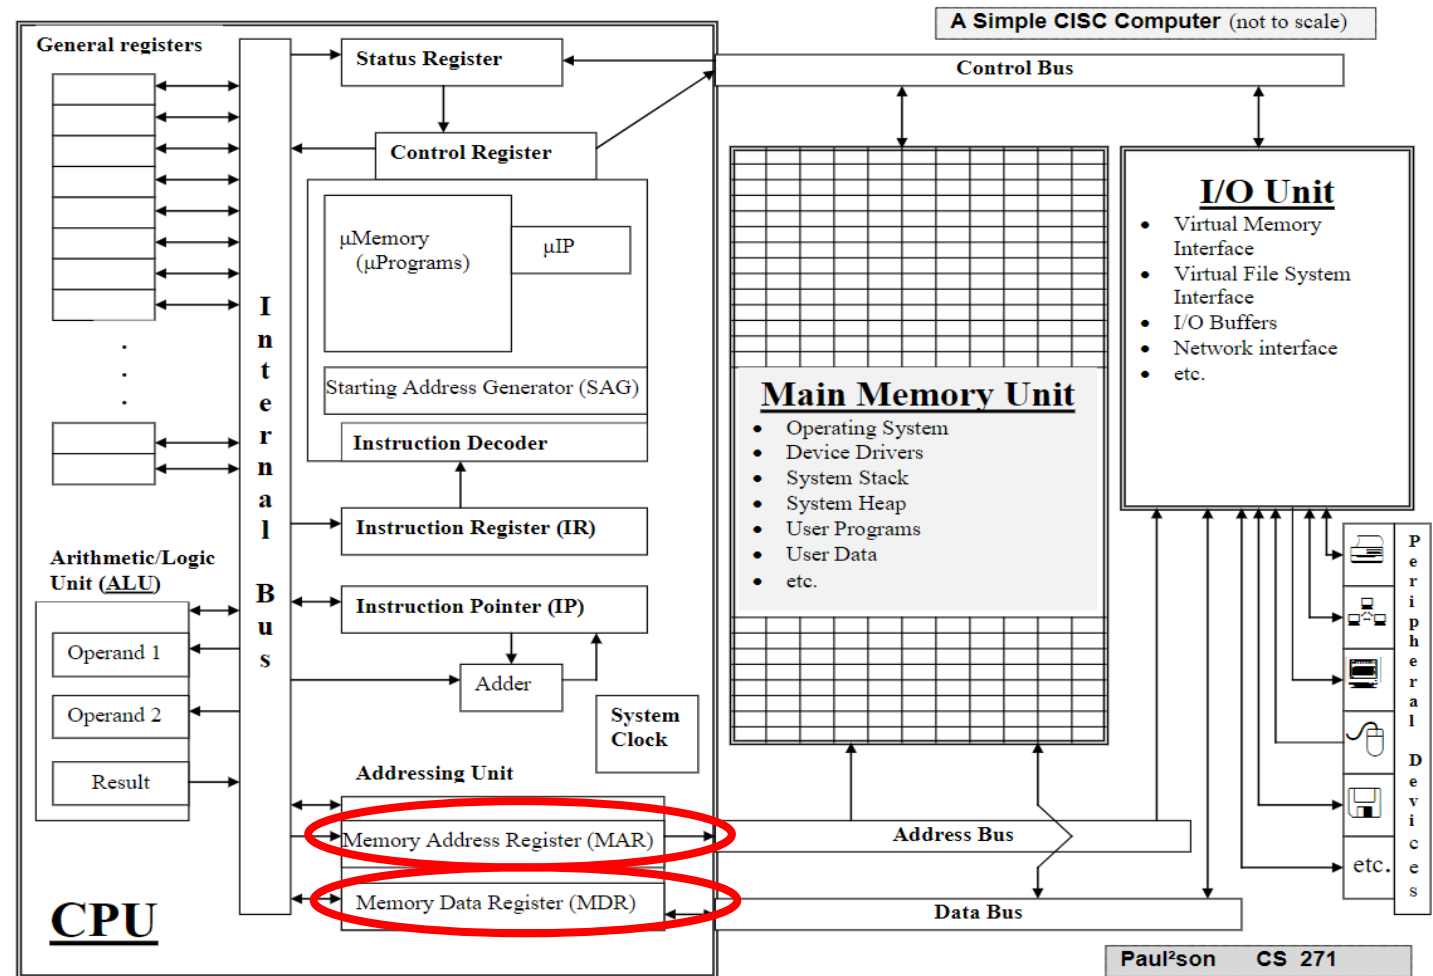 A Simple CISC Computer (not to scale)
General registers
Status Register
Control Bus
Control Register
I/O Unit
• Virtual Memory
Interface
• Virtual File System
Interface
• I/O Buffers
• Network interface
• etc.
μMemory
(μPrograms)
μIP
Internal Bus
Starting Address Generator (SAG)
Instruction Decoder
Main Memory Unit
• Operating System
• Device Drivers
• System Stack
• System Heap
• User Programs
• User Data
• etc.
Instruction Register (IR)
Arithmetic/Logic
Unit (ALU)
Instruction Pointer (IP)
Operand 1
Operand 2
Result
Adder
System
Clock
Peripheral Devices
etc.
Addressing Unit
Memory Address Register (MAR)
Address Bus
Memory Data Register (MDR)
Data Bus
CPU
Paul²son CS 271